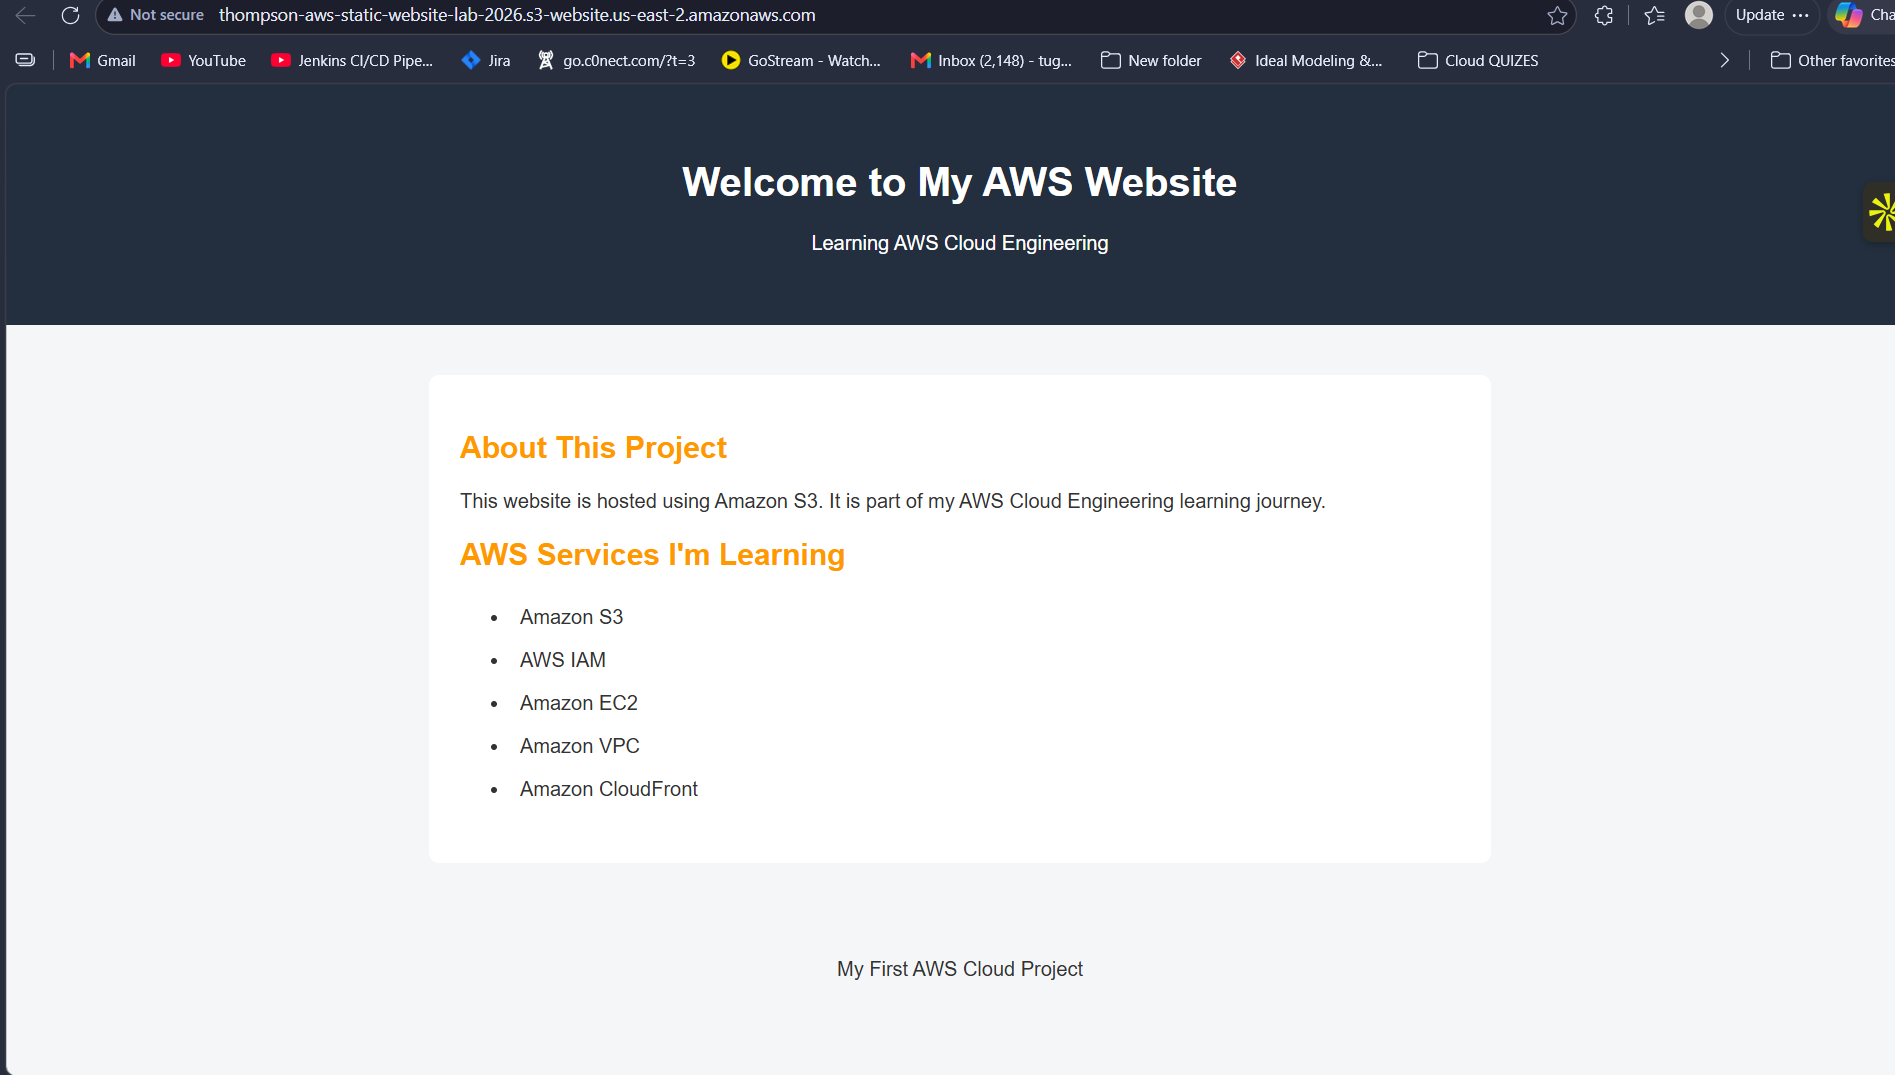 Not secure thompson-aws-static-website-lab-2026.s3-website.us-east-2.amazonaws.com Update Cha
Gmail YouTube Jenkins CI/CD Pipe... Jira go.c0nect.com/?t=3 GoStream - Watch... Inbox (2,148) - tug... New folder Ideal Modeling &... Cloud QUIZES Other favorites
Welcome to My AWS Website
Learning AWS Cloud Engineering
About This Project
This website is hosted using Amazon S3. It is part of my AWS Cloud Engineering learning journey.
AWS Services I'm Learning
• Amazon S3
• AWS IAM
• Amazon EC2
• Amazon VPC
• Amazon CloudFront
My First AWS Cloud Project